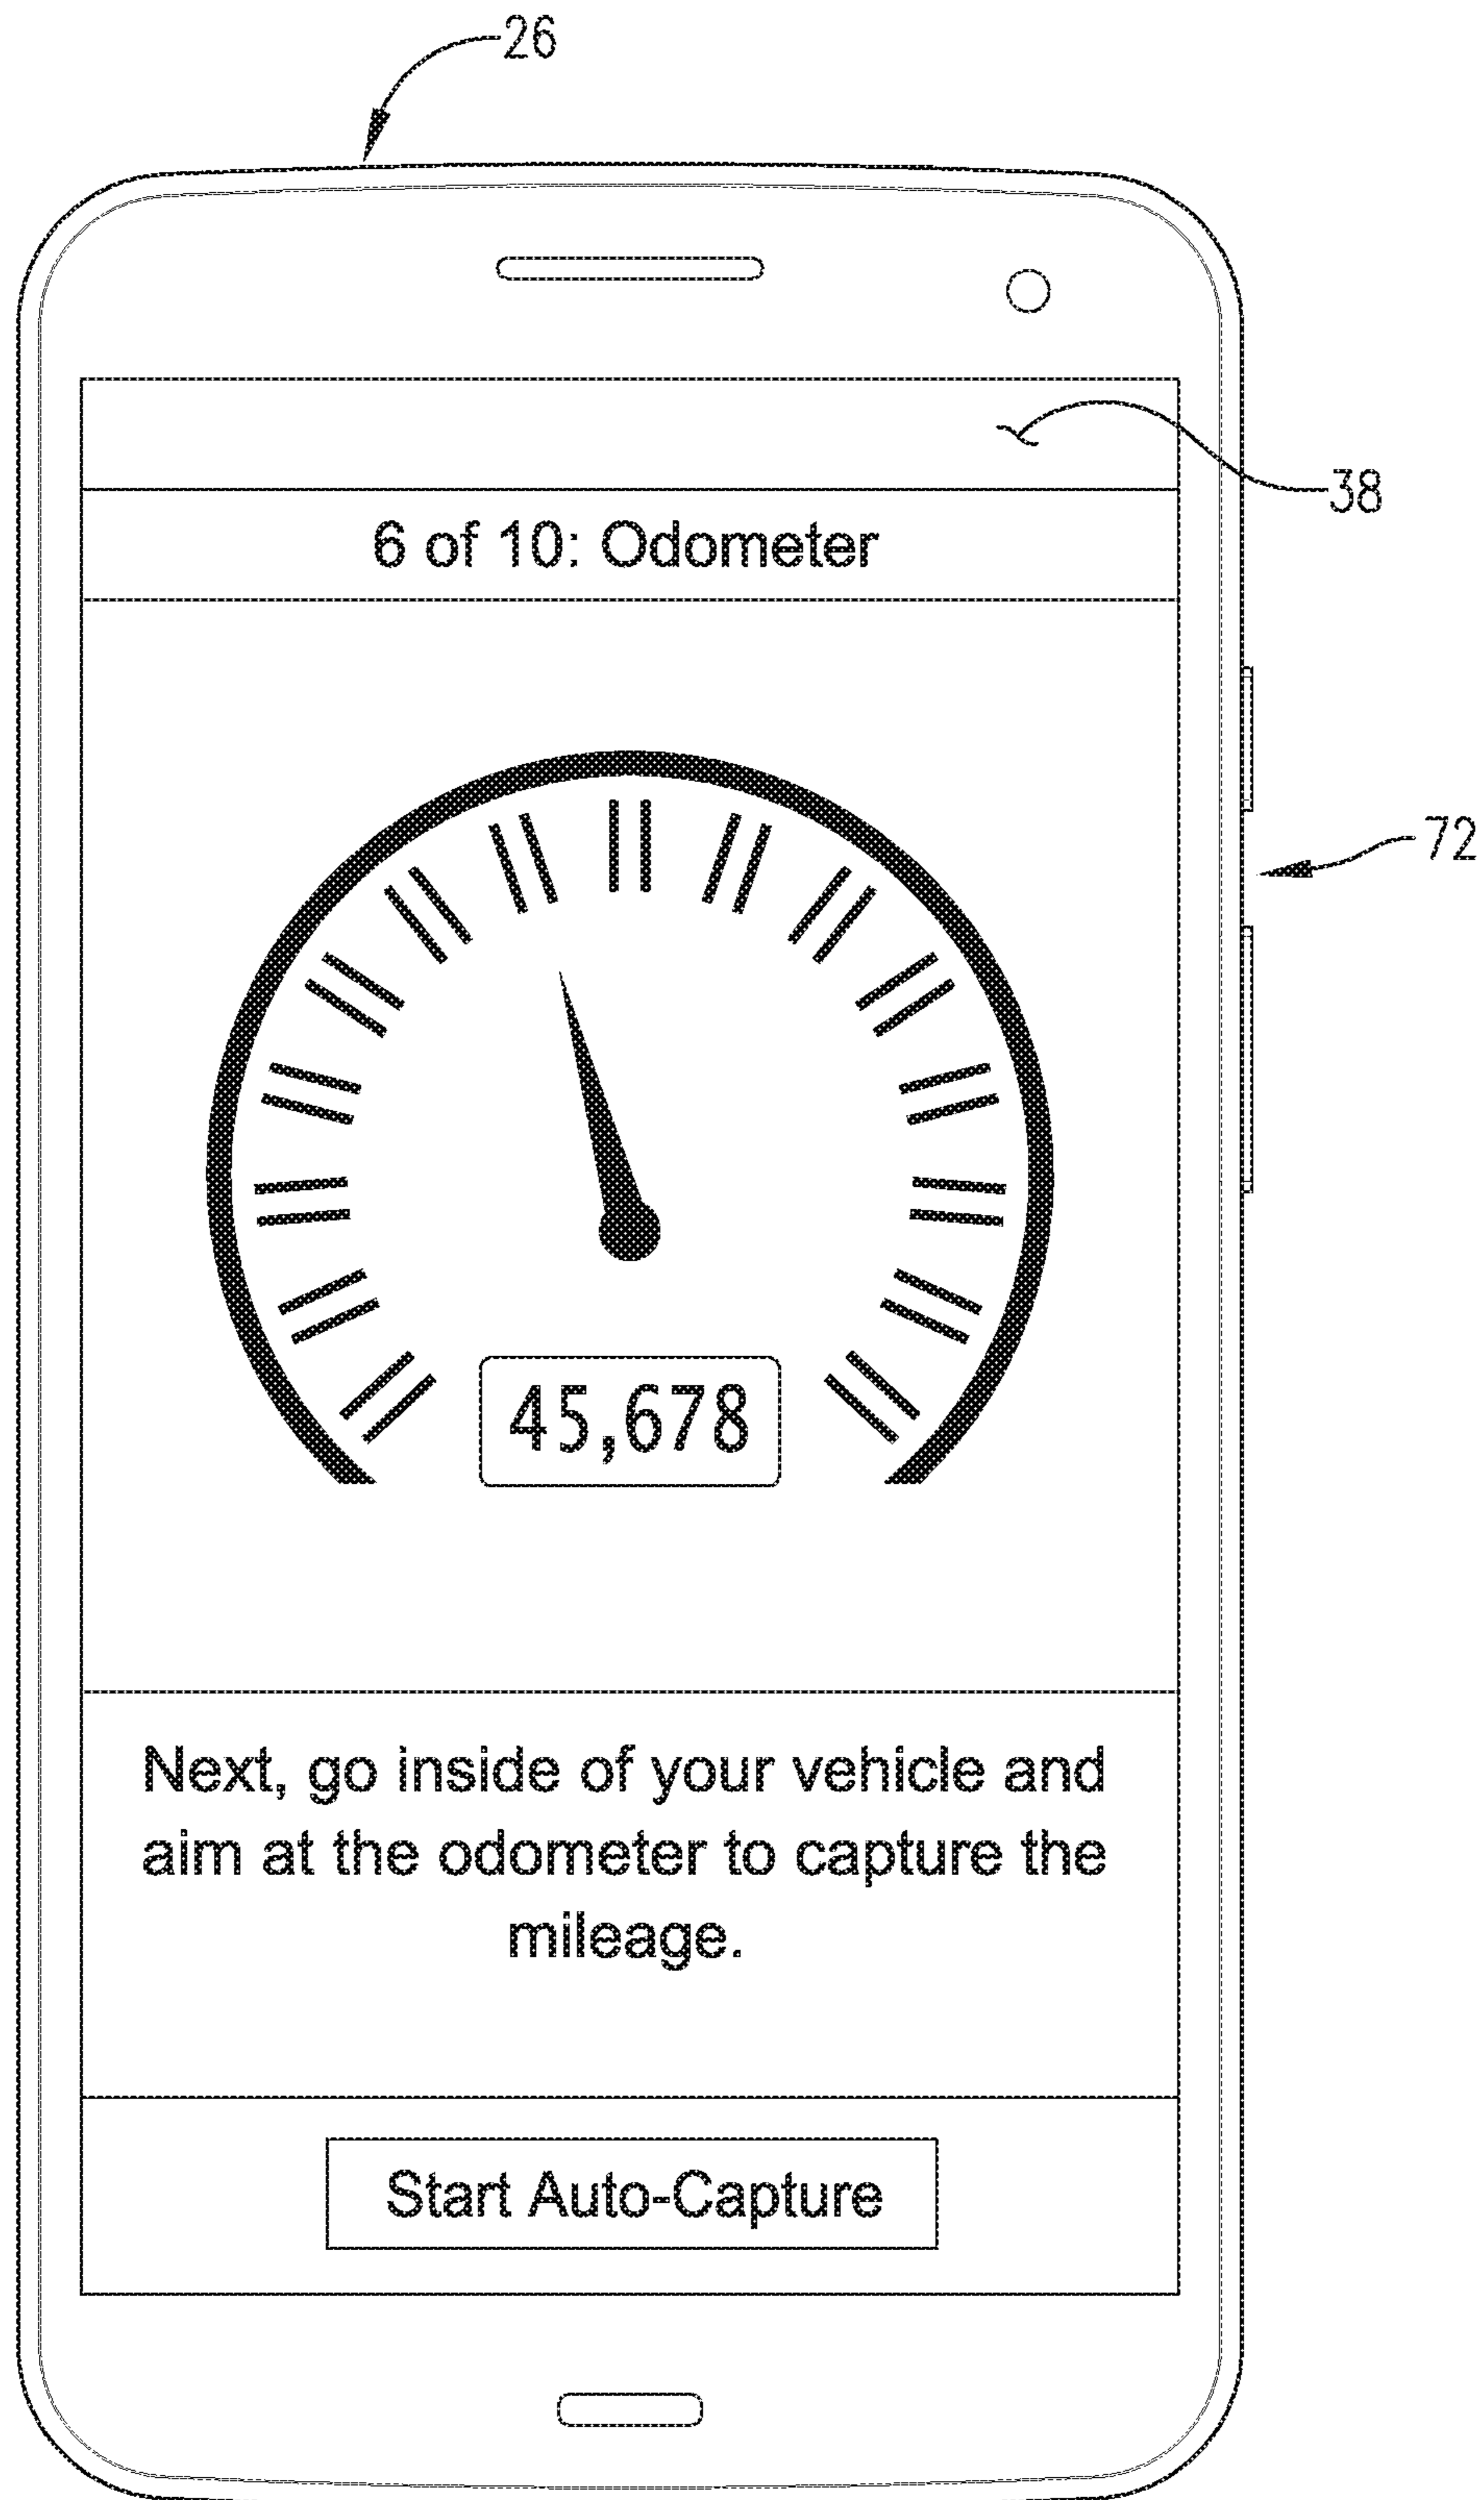 26
38
6 of 10: Odometer
72
45,678
Next, go inside of your vehicle and
aim at the odometer to capture the
mileage.
Start Auto-Capture